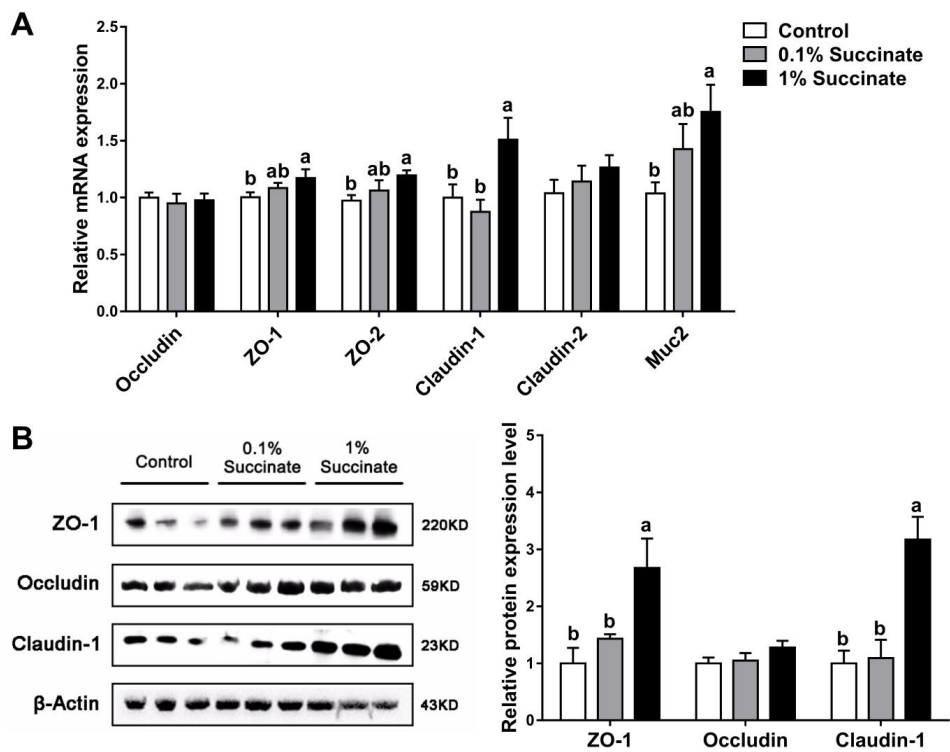 A
Relative mRNA expression
2.5
2.0
1.5
1.0
0.5
0.0
b ab a
b ab a
b b a
b ab a
Occludin
ZO-1
ZO-2
Claudin-1
Claudin-2
Muc2
Control
0.1% Succinate
1% Succinate
B
Control
0.1%
Succinate
1%
Succinate
ZO-1
220KD
Occludin
59KD
Claudin-1
23KD
β-Actin
43KD
Relative protein expression level
5
4
3
2
1
0
b b a
b b a
ZO-1
Occludin
Claudin-1